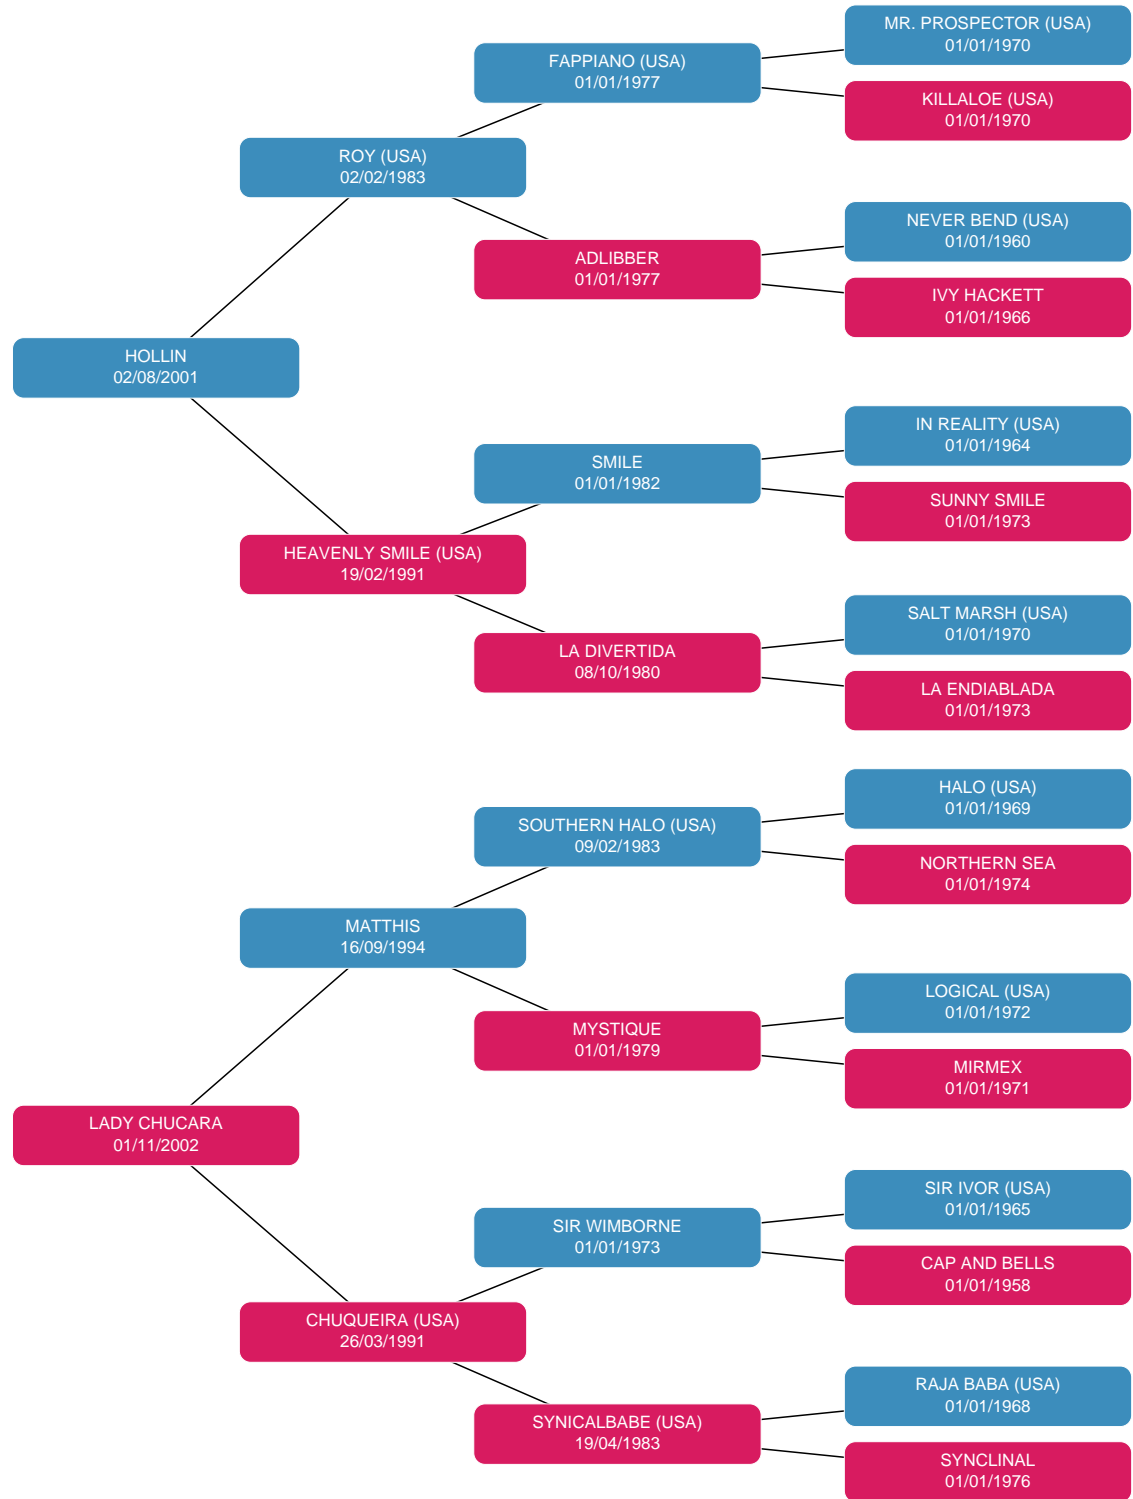 MR. PROSPECTOR (USA)
01/01/1970
FAPPIANO (USA)
01/01/1977
KILLALOE (USA)
01/01/1970
ROY (USA)
02/02/1983
NEVER BEND (USA)
01/01/1960
ADLIBBER
01/01/1977
IVY HACKETT
01/01/1966
HOLLIN
02/08/2001
IN REALITY (USA)
01/01/1964
SMILE
01/01/1982
SUNNY SMILE
01/01/1973
HEAVENLY SMILE (USA)
19/02/1991
SALT MARSH (USA)
01/01/1970
LA DIVERTIDA
08/10/1980
LA ENDIABLADA
01/01/1973
HALO (USA)
01/01/1969
SOUTHERN HALO (USA)
09/02/1983
NORTHERN SEA
01/01/1974
MATTHIS
16/09/1994
LOGICAL (USA)
01/01/1972
MYSTIQUE
01/01/1979
MIRMEX
01/01/1971
LADY CHUCARA
01/11/2002
SIR IVOR (USA)
01/01/1965
SIR WIMBORNE
01/01/1973
CAP AND BELLS
01/01/1958
CHUQUEIRA (USA)
26/03/1991
RAJA BABA (USA)
01/01/1968
SYNICALBABE (USA)
19/04/1983
SYNCLINAL
01/01/1976